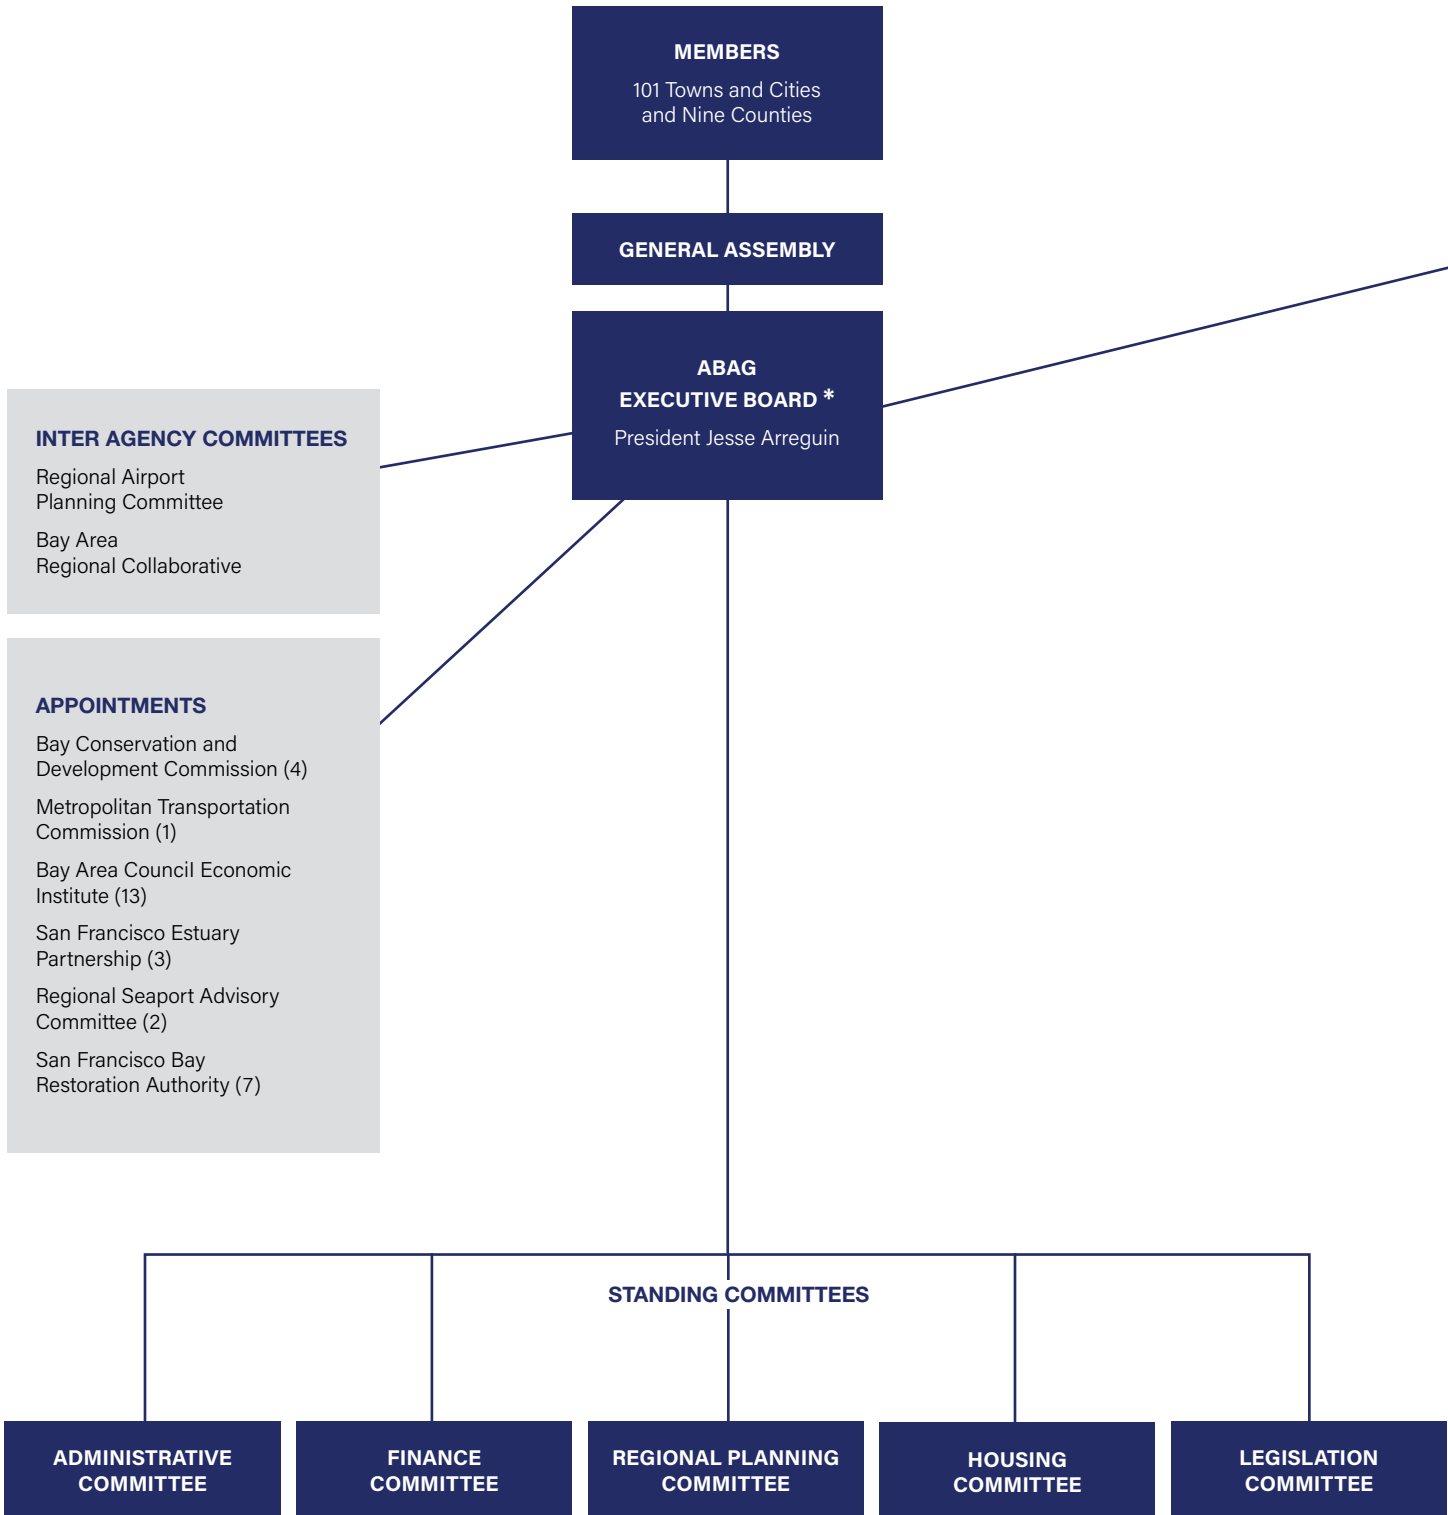 MEMBERS
101 Towns and Cities
and Nine Counties
GENERAL ASSEMBLY
ABAG
EXECUTIVE BOARD *
President Jesse Arreguin
INTER AGENCY COMMITTEES
Regional Airport
Planning Committee
Bay Area
Regional Collaborative
APPOINTMENTS
Bay Conservation and
Development Commission (4)
Metropolitan Transportation
Commission (1)
Bay Area Council Economic
Institute (13)
San Francisco Estuary
Partnership (3)
Regional Seaport Advisory
Committee (2)
San Francisco Bay
Restoration Authority (7)
STANDING COMMITTEES
ADMINISTRATIVE
COMMITTEE
FINANCE
COMMITTEE
REGIONAL PLANNING
COMMITTEE
HOUSING
COMMITTEE
LEGISLATION
COMMITTEE